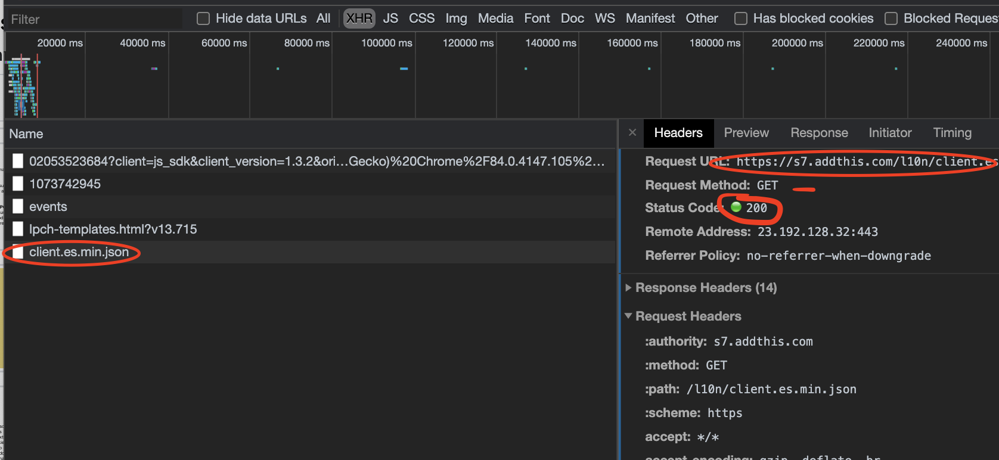 Filter
Hide data URLs All XHR JS CSS Img Media Font Doc WS Manifest Other Has blocked cookies Blocked Reques
20000 ms 40000 ms 60000 ms 80000 ms 100000 ms 120000 ms 140000 ms 160000 ms 180000 ms 200000 ms 220000 ms 240000 ms
Name
02053523684?client=js_sdk&client_version=1.3.2&ori…Gecko)%20Chrome%2F84.0.4147.105%2…
1073742945
events
lpch-templates.html?v13.715
client.es.min.json
× Headers Preview Response Initiator Timing
Request URL: https://s7.addthis.com/l10n/client.es
Request Method: GET
Status Code: 200
Remote Address: 23.192.128.32:443
Referrer Policy: no-referrer-when-downgrade
Response Headers (14)
Request Headers
:authority: s7.addthis.com
:method: GET
:path: /l10n/client.es.min.json
:scheme: https
accept: */*
accept-encoding: gzip, deflate, br